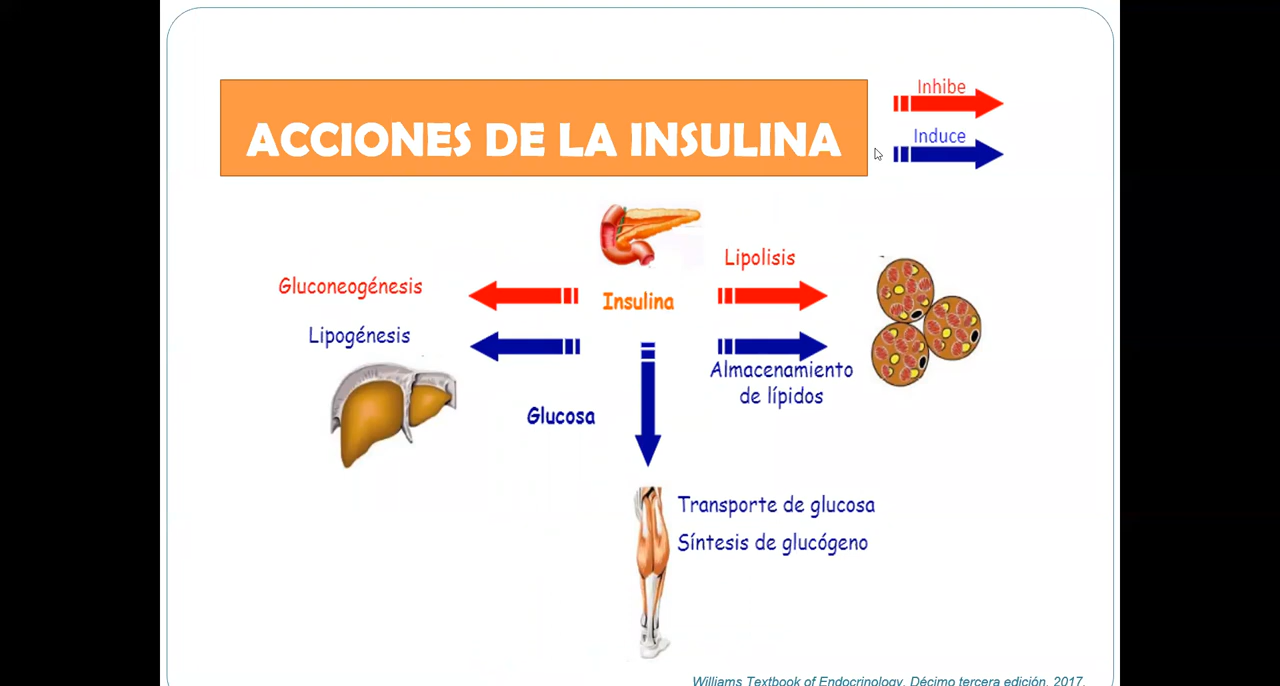 ACCIONES DE LA INSULINA
Inhibe
Induce
Lipolisis
Gluconeogénesis
Insulina
Lipogénesis
Almacenamiento
de lípidos
Glucosa
Transporte de glucosa
Síntesis de glucógeno
Williams Textbook of Endocrinology. Décimo tercera edición. 2017.